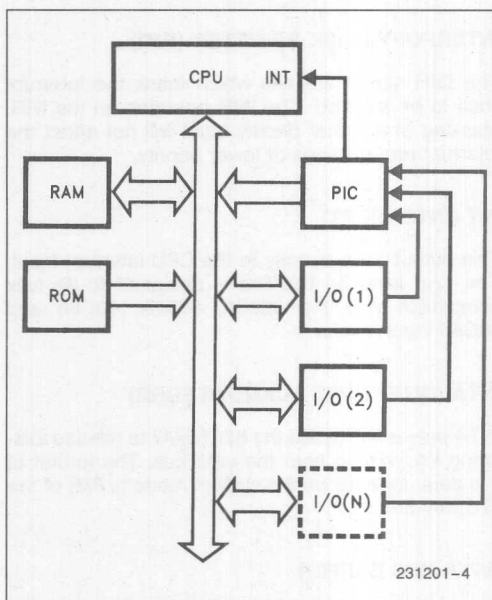 CPU
INT
RAM
PIC
ROM
I/O(1)
I/O(2)
I/O(N)
231201-4